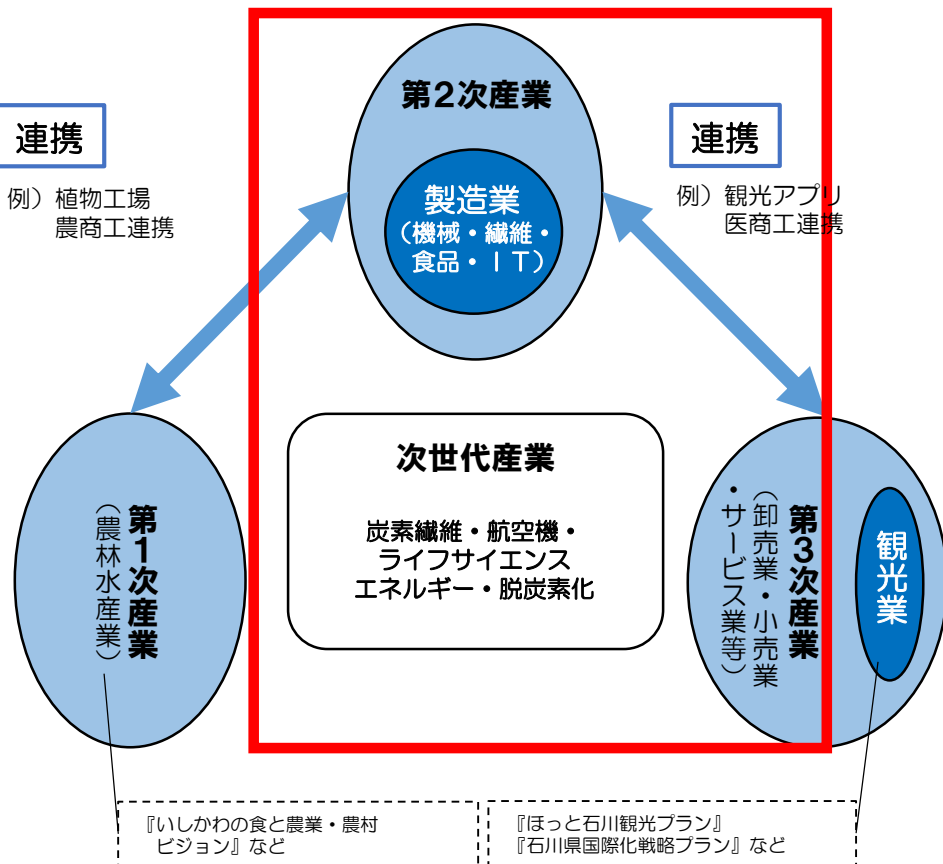 第2次産業
製造業
(機械・繊維・
食品・IT)
連携
例)植物工場
農商工連携
連携
例)観光アプリ
医商工連携
次世代産業
炭素繊維・航空機・
ライフサイエンス
エネルギー・脱炭素化
第1次産業
(農林水産業)
第3次産業
(卸売業・小売業
・サービス業等)
観光業
『いしかわの食と農業・農村
ビジョン』など
『ほっと石川観光プラン』
『石川県国際化戦略プラン』など